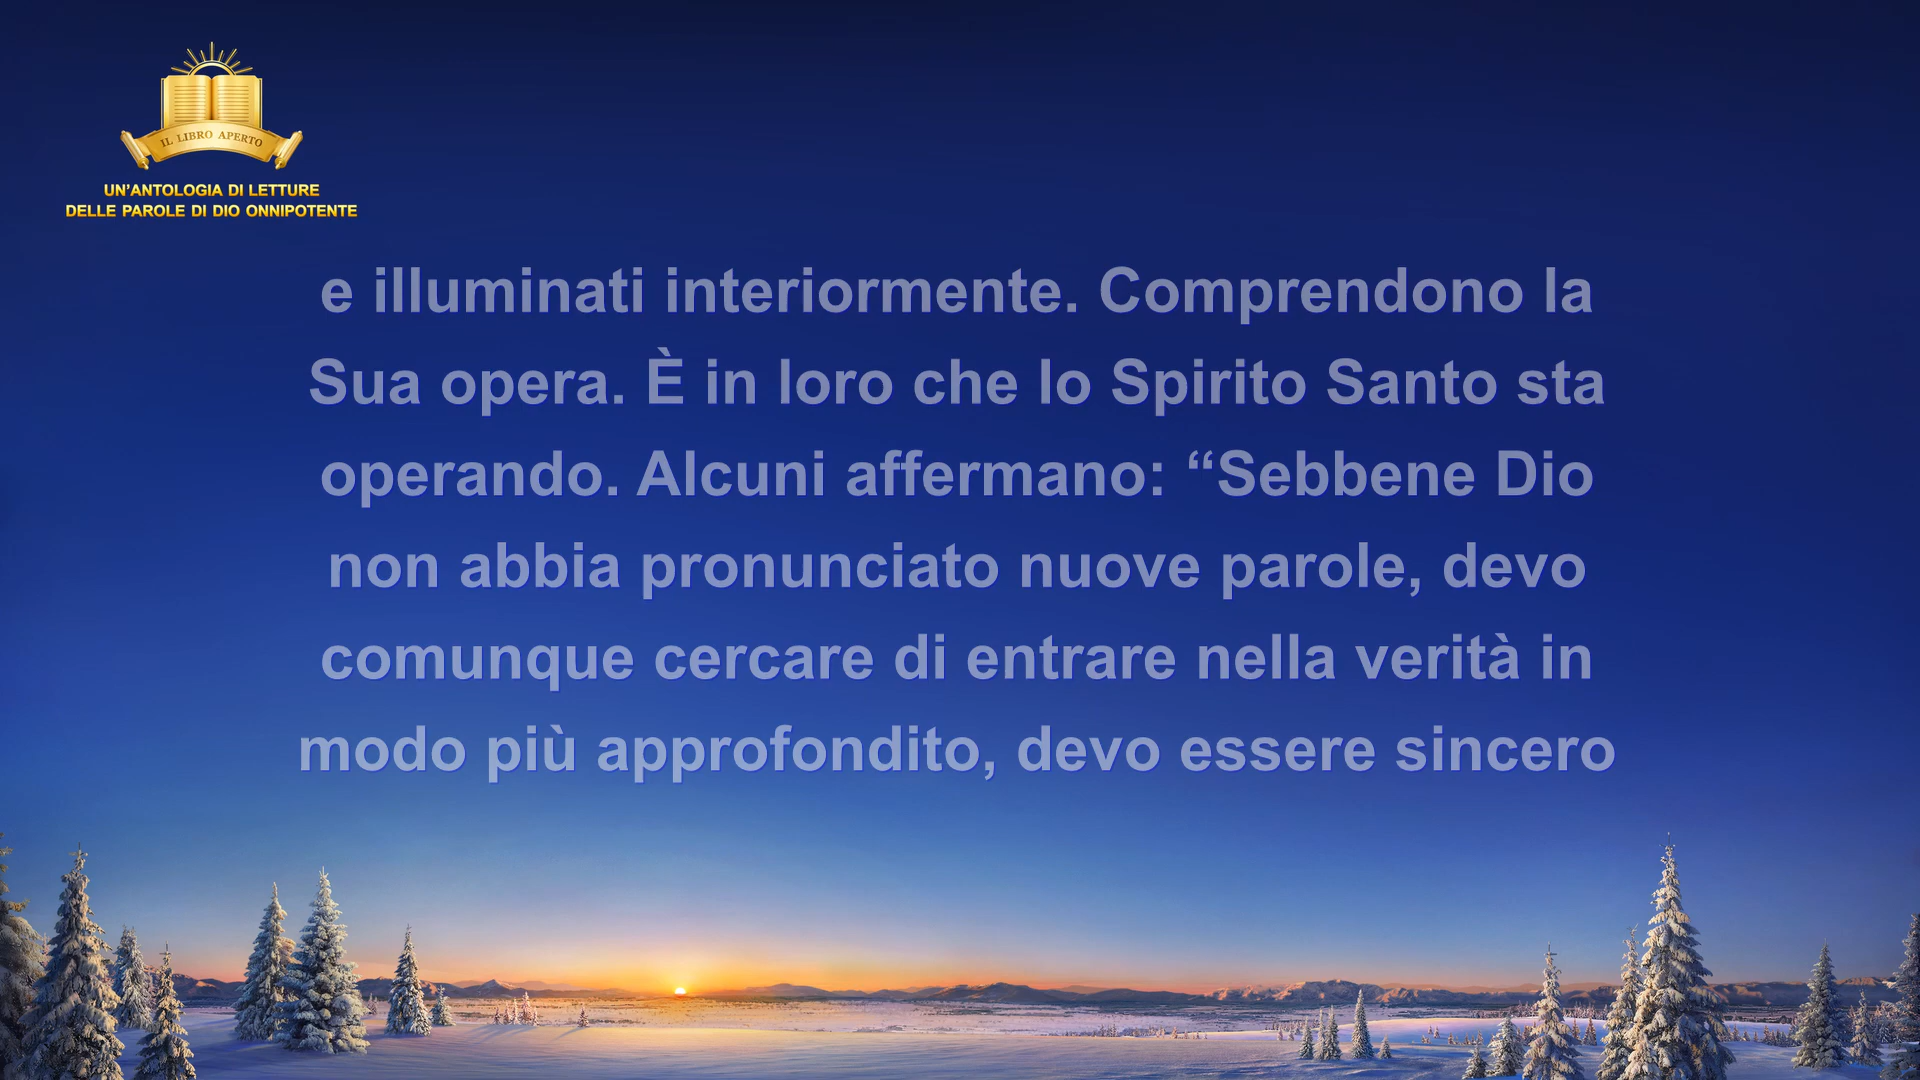 IL LIBRO APERTO
UN’ANTOLOGIA DI LETTURE
DELLE PAROLE DI DIO ONNIPOTENTE
e illuminati interiormente. Comprendono la
Sua opera. È in loro che lo Spirito Santo sta
operando. Alcuni affermano: “Sebbene Dio
non abbia pronunciato nuove parole, devo
comunque cercare di entrare nella verità in
modo più approfondito, devo essere sincero